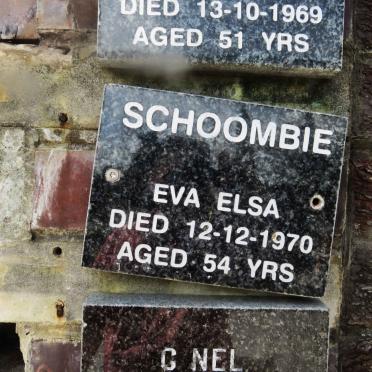 DIED 13-10-1969
AGED 51 YRS
SCHOOMBIE
EVA ELSA
DIED 12-12-1970
AGED 54 YRS
C NEL